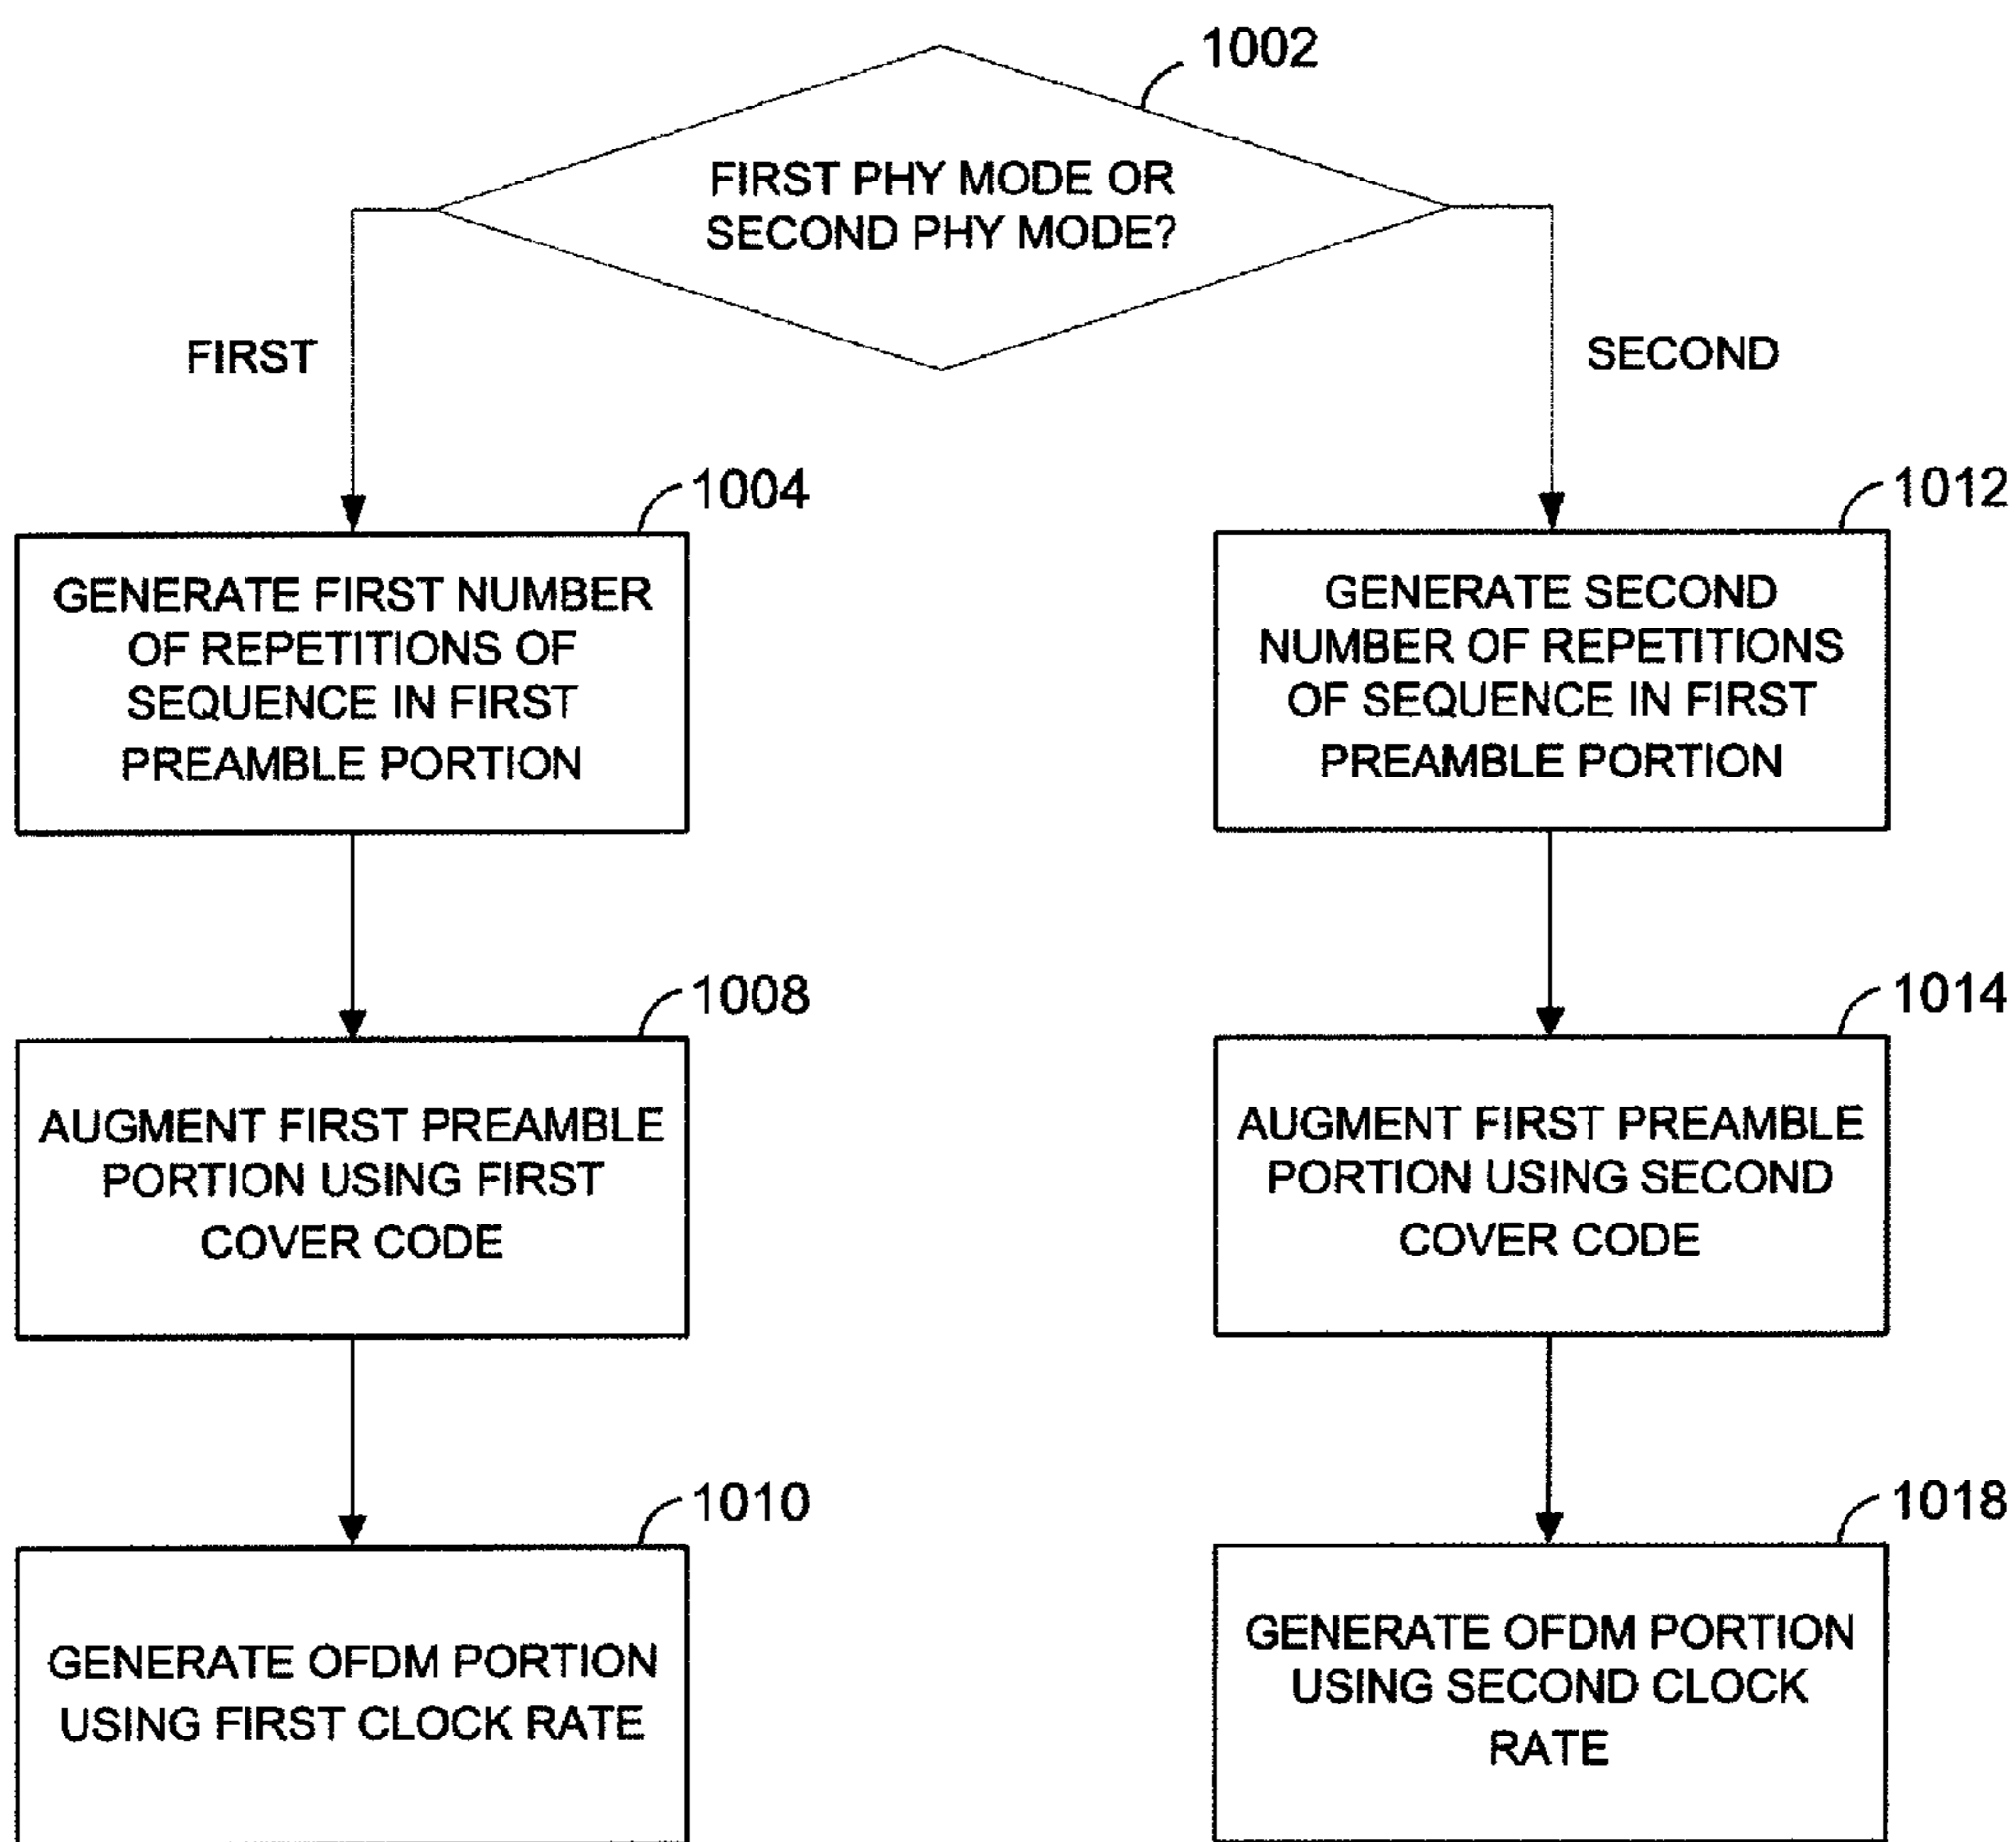 1002
FIRST PHY MODE OR
SECOND PHY MODE?
FIRST
SECOND
1004
GENERATE FIRST NUMBER
OF REPETITIONS OF
SEQUENCE IN FIRST
PREAMBLE PORTION
1012
GENERATE SECOND
NUMBER OF REPETITIONS
OF SEQUENCE IN FIRST
PREAMBLE PORTION
1008
AUGMENT FIRST PREAMBLE
PORTION USING FIRST
COVER CODE
1014
AUGMENT FIRST PREAMBLE
PORTION USING SECOND
COVER CODE
1010
GENERATE OFDM PORTION
USING FIRST CLOCK RATE
1018
GENERATE OFDM PORTION
USING SECOND CLOCK
RATE